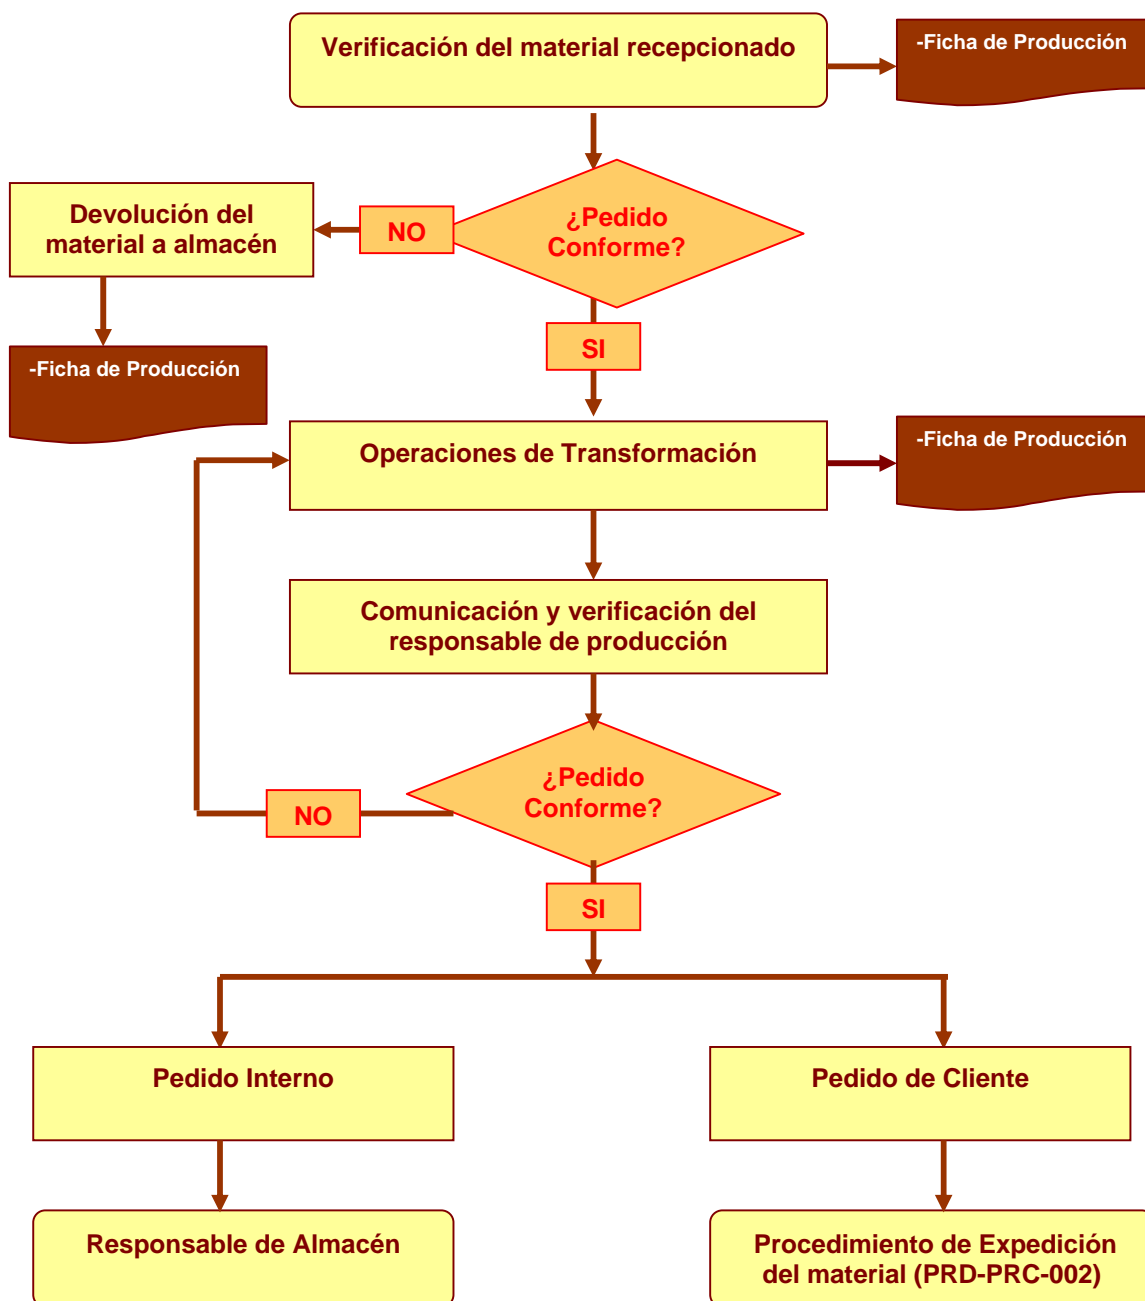 Verificación del material recepcionado
-Ficha de Producción
¿Pedido
Conforme?
NO
Devolución del
material a almacén
SI
-Ficha de Producción
Operaciones de Transformación
-Ficha de Producción
Comunicación y verificación del
responsable de producción
¿Pedido
Conforme?
NO
SI
Pedido Interno
Pedido de Cliente
Responsable de Almacén
Procedimiento de Expedición
del material (PRD-PRC-002)